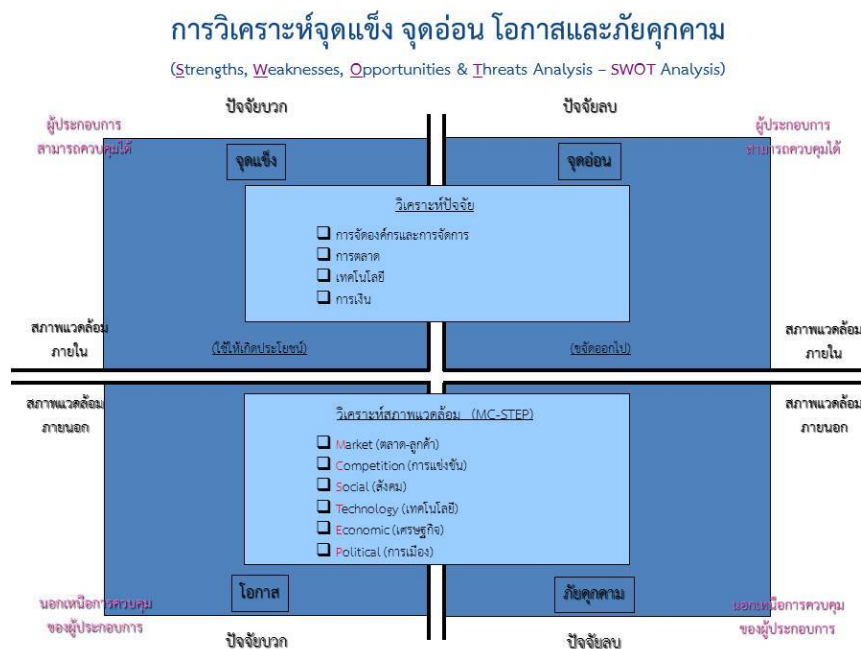 การวิเคราะห์จุดแข็ง จุดอ่อน โอกาสและภัยคุกคาม
(Strengths, Weaknesses, Opportunities & Threats Analysis – SWOT Analysis)
ปัจจัยบวก
ปัจจัยลบ
ผู้ประกอบการ
สามารถควบคุมได้
ผู้ประกอบการ
สามารถควบคุมได้
จุดแข็ง
จุดอ่อน
วิเคราะห์ปัจจัย
การจัดองค์กรและการจัดการ
การตลาด
เทคโนโลยี
การเงิน
สภาพแวดล้อม
ภายใน
(ใช้ให้เกิดประโยชน์)
(ขจัดออกไป)
สภาพแวดล้อม
ภายใน
สภาพแวดล้อม
ภายนอก
สภาพแวดล้อม
ภายนอก
วิเคราะห์สภาพแวดล้อม (MC-STEP)
Market (ตลาด-ลูกค้า)
Competition (การแข่งขัน)
Social (สังคม)
Technology (เทคโนโลยี)
Economic (เศรษฐกิจ)
Political (การเมือง)
โอกาส
ภัยคุกคาม
นอกเหนือการควบคุม
ของผู้ประกอบการ
นอกเหนือการควบคุม
ของผู้ประกอบการ
ปัจจัยบวก
ปัจจัยลบ